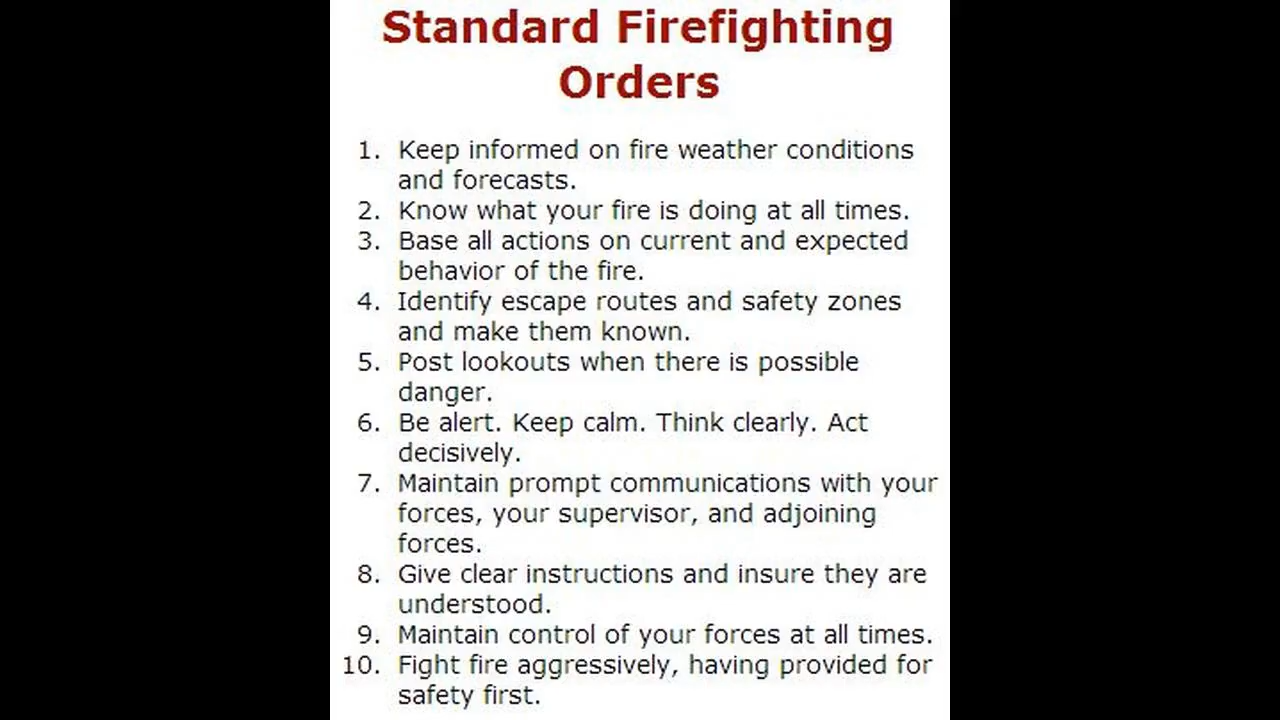 Standard Firefighting
Orders
1. Keep informed on fire weather conditions
and forecasts.
2. Know what your fire is doing at all times.
3. Base all actions on current and expected
behavior of the fire.
4. Identify escape routes and safety zones
and make them known.
5. Post lookouts when there is possible
danger.
6. Be alert. Keep calm. Think clearly. Act
decisively.
7. Maintain prompt communications with your
forces, your supervisor, and adjoining
forces.
8. Give clear instructions and insure they are
understood.
9. Maintain control of your forces at all times.
10. Fight fire aggressively, having provided for
safety first.